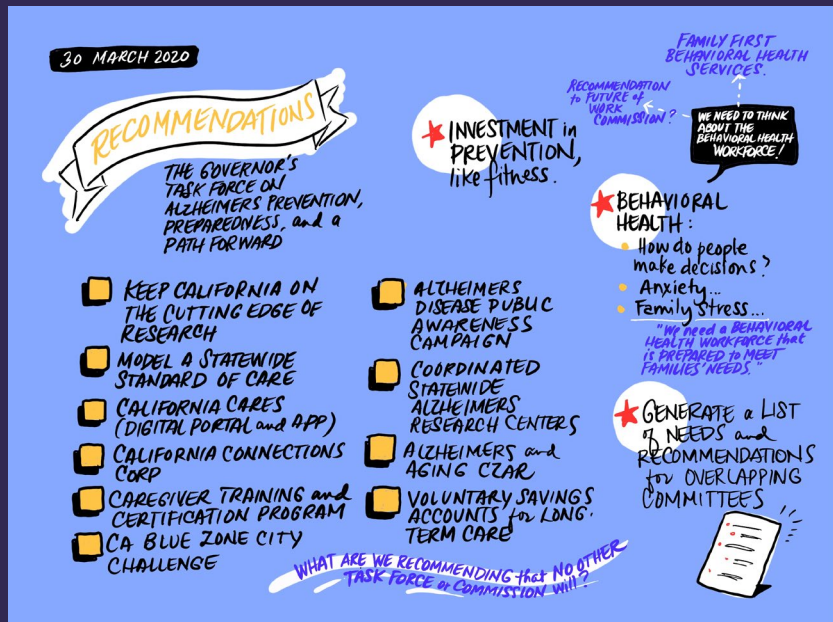 30 MARCH 2020
RECOMMENDATIONS
THE GOVERNOR'S
TASK FORCE ON
ALZHEIMERS PREVENTION,
PREPAREDNESS, and a
PATH FORWARD
KEEP CALIFORNIA ON
THE CUTTING EDGE OF
RESEARCH
MODEL A STATEWIDE
STANDARD OF CARE
CALIFORNIA CARES
(DIGITAL PORTAL and APP)
CALIFORNIA CONNECTIONS
CORP
CAREGIVER TRAINING and
CERTIFICATION PROGRAM
CA BLUE ZONE CITY
CHALLENGE
ALZHEIMERS
DISEASE PUBLIC
AWARENESS
CAMPAIGN
COORDINATED
STATEWIDE
ALZHEIMERS
RESEARCH CENTERS
ALZHEIMERS and
AGING CZAR
VOLUNTARY SAVINGS
ACCOUNTS for LONG-
TERM CARE
WHAT ARE WE RECOMMENDING that NO OTHER
TASK FORCE or COMMISSION Will?
INVESTMENT in
PREVENTION,
like fitness.
FAMILY FIRST
BEHAVIORAL HEALTH
SERVICES.
RECOMMENDATION
to FUTURE of
WORK
COMMISSION?
WE NEED TO THINK
ABOUT THE
BEHAVIORAL HEALTH
WORKFORCE!
BEHAVIORAL
HEALTH:
How do people
make decisions?
Anxiety...
Family Stress...
"We need a BEHAVIORAL
HEALTH WORKFORCE that
is PREPARED to MEET
FAMILIES' NEEDS."
GENERATE a LIST
of NEEDS and
RECOMMENDATIONS
for OVERLAPPING
COMMITTEES